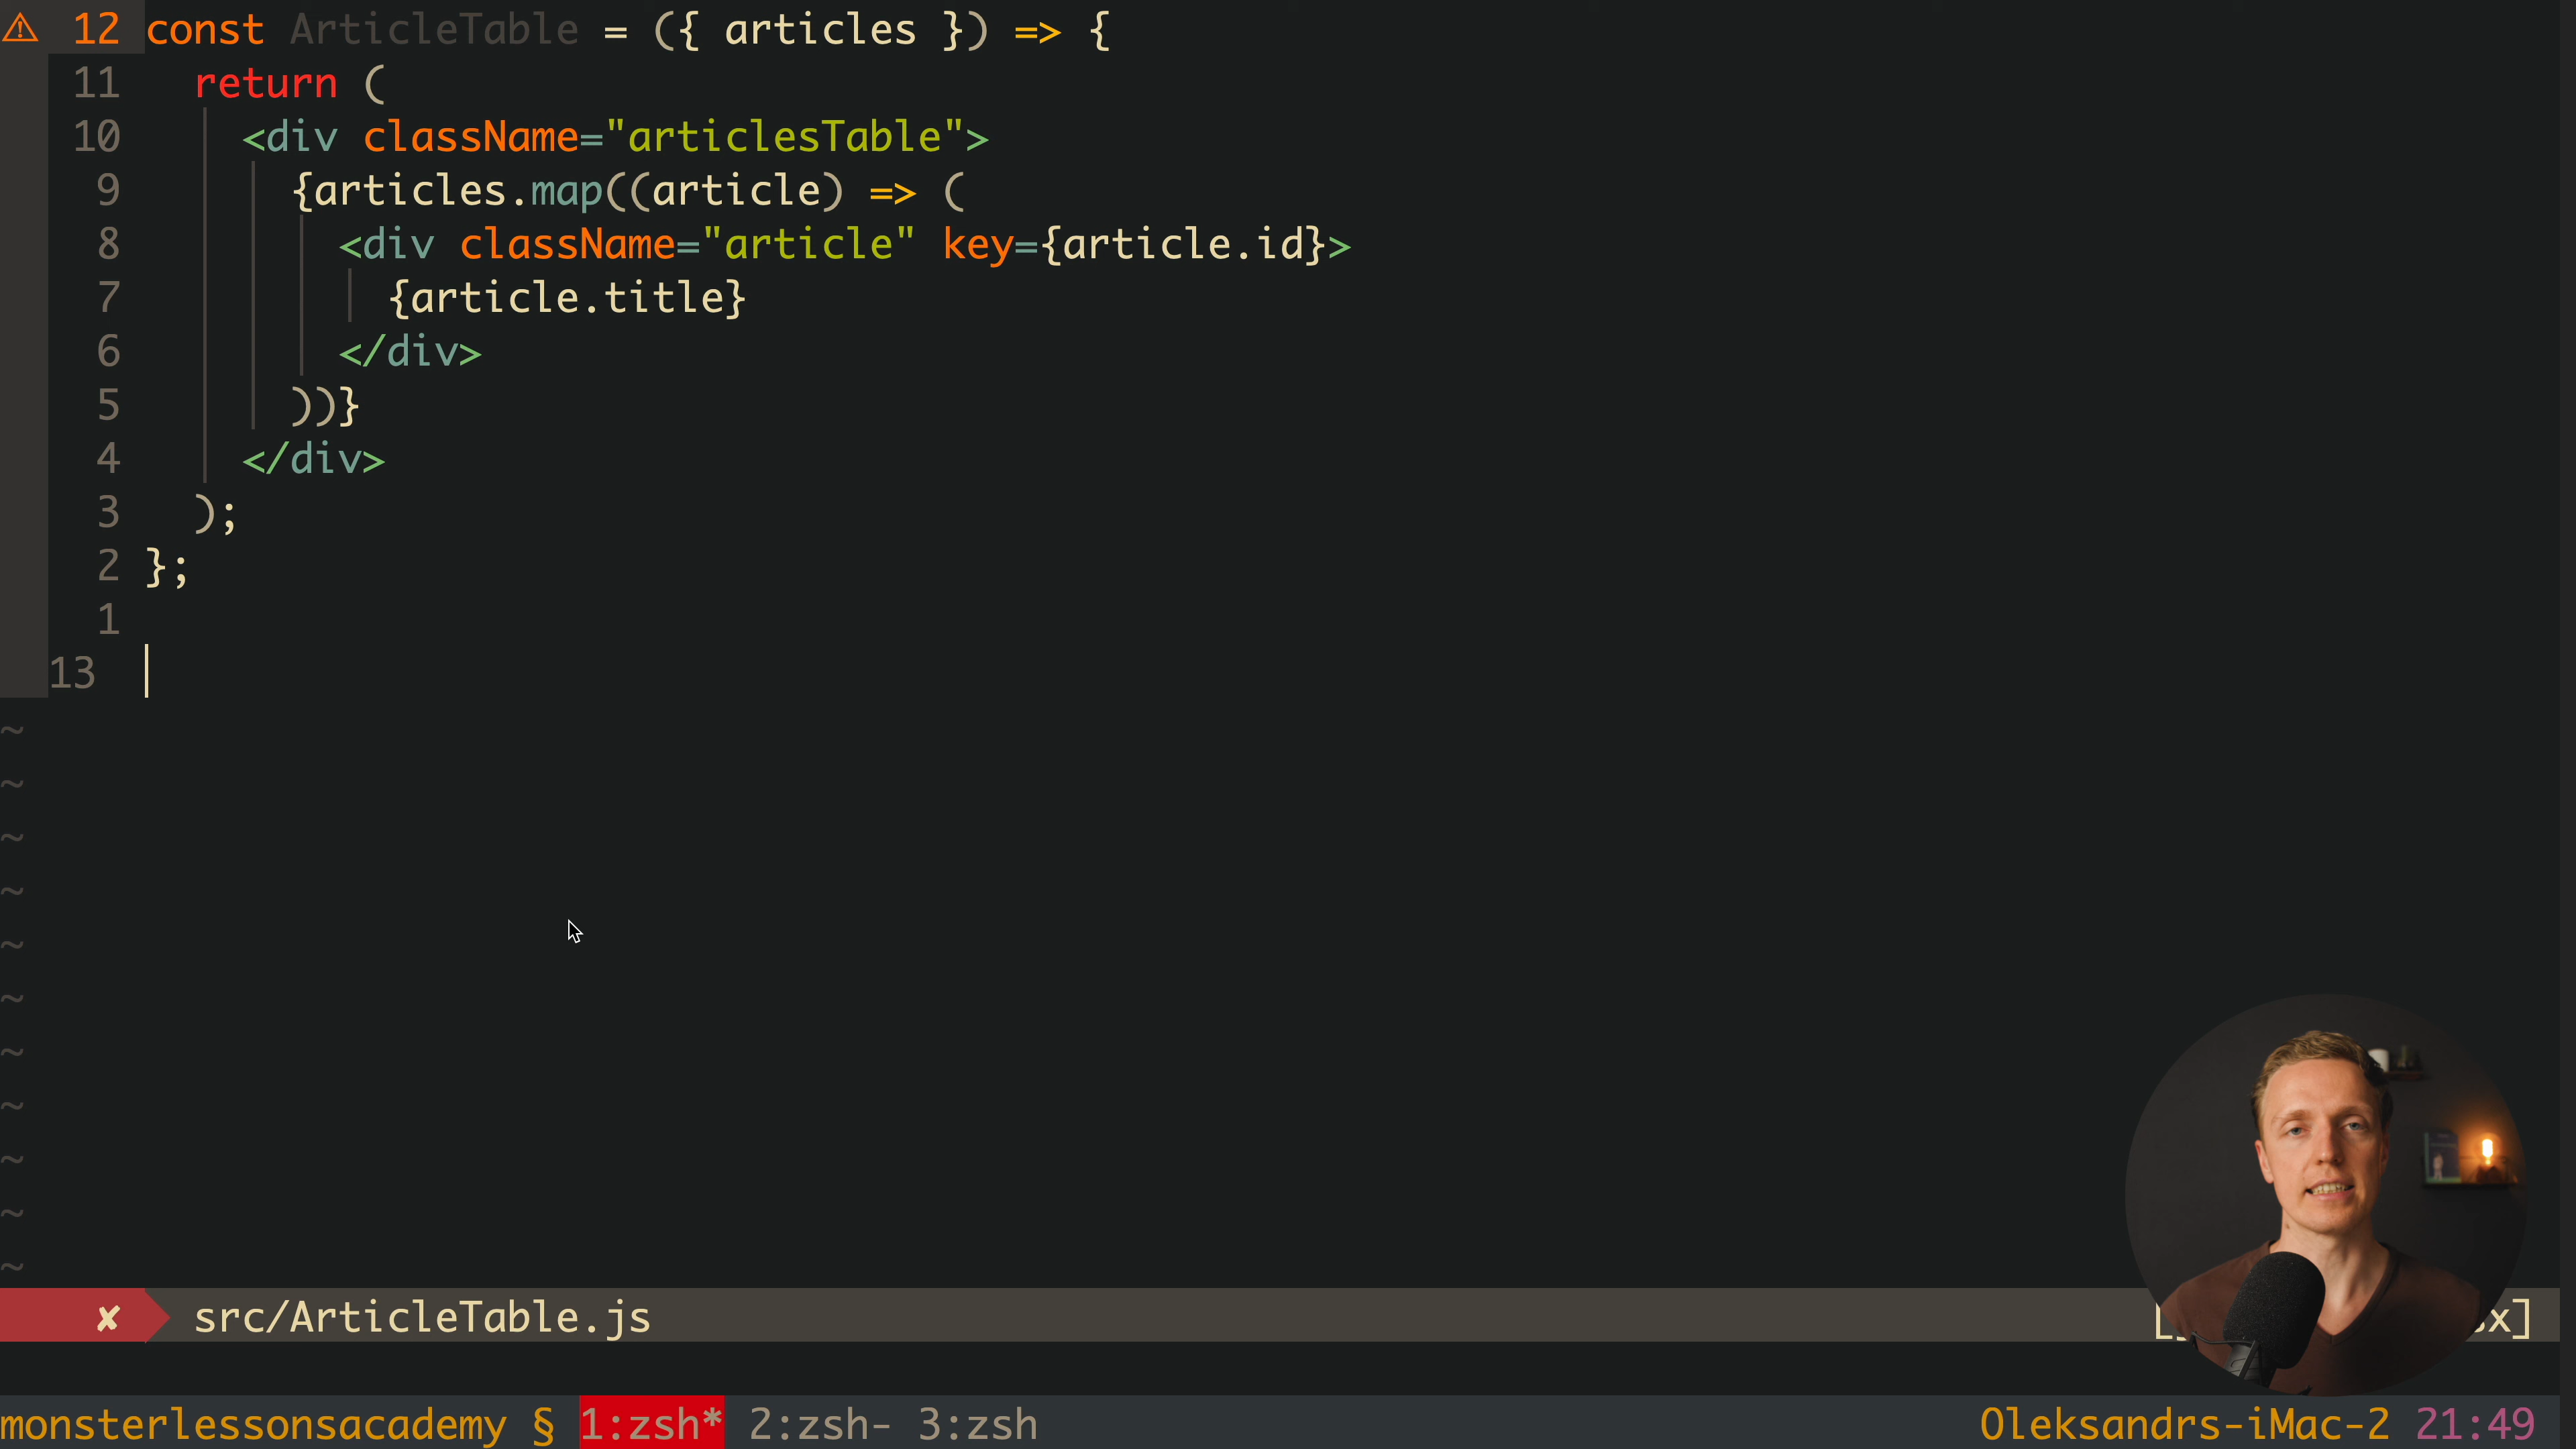 12 const ArticleTable = ({ articles }) => {
11   return (
10     <div className="articlesTable">
9       {articles.map((article) => (
8         <div className="article" key={article.id}>
7           {article.title}
6         </div>
5       ))}
4     </div>
3   );
2 };
1
13
~
~
~
~
~
~
~
~
~
~
~
✘ src/ArticleTable.js
monsterlessonsacademy § 1:zsh* 2:zsh- 3:zsh Oleksandrs-iMac-2 21:49